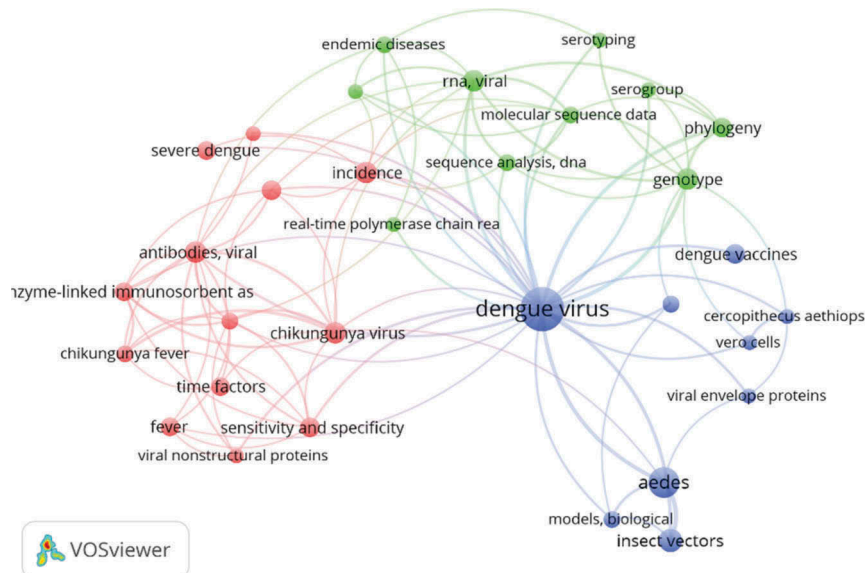 endemic diseases
serotyping
rna, viral
serogroup
molecular sequence data
phylogeny
severe dengue
sequence analysis, dna
incidence
genotype
real-time polymerase chain rea
antibodies, viral
dengue vaccines
nzyme-linked immunosorbent as
dengue virus
cercopithecus aethiops
chikungunya virus
vero cells
chikungunya fever
time factors
viral envelope proteins
fever
sensitivity and specificity
viral nonstructural proteins
aedes
models, biological
insect vectors
VOSviewer